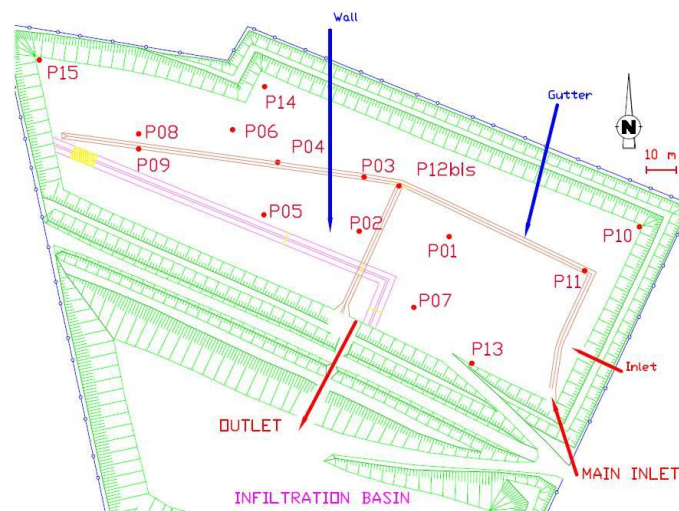 Wall
P15
P14
Gutter
N
P08
P06
10 m
P09
P04
P03
P12bis
P05
P02
P01
P10
P11
P07
P13
Inlet
OUTLET
MAIN INLET
INFILTRATION BASIN